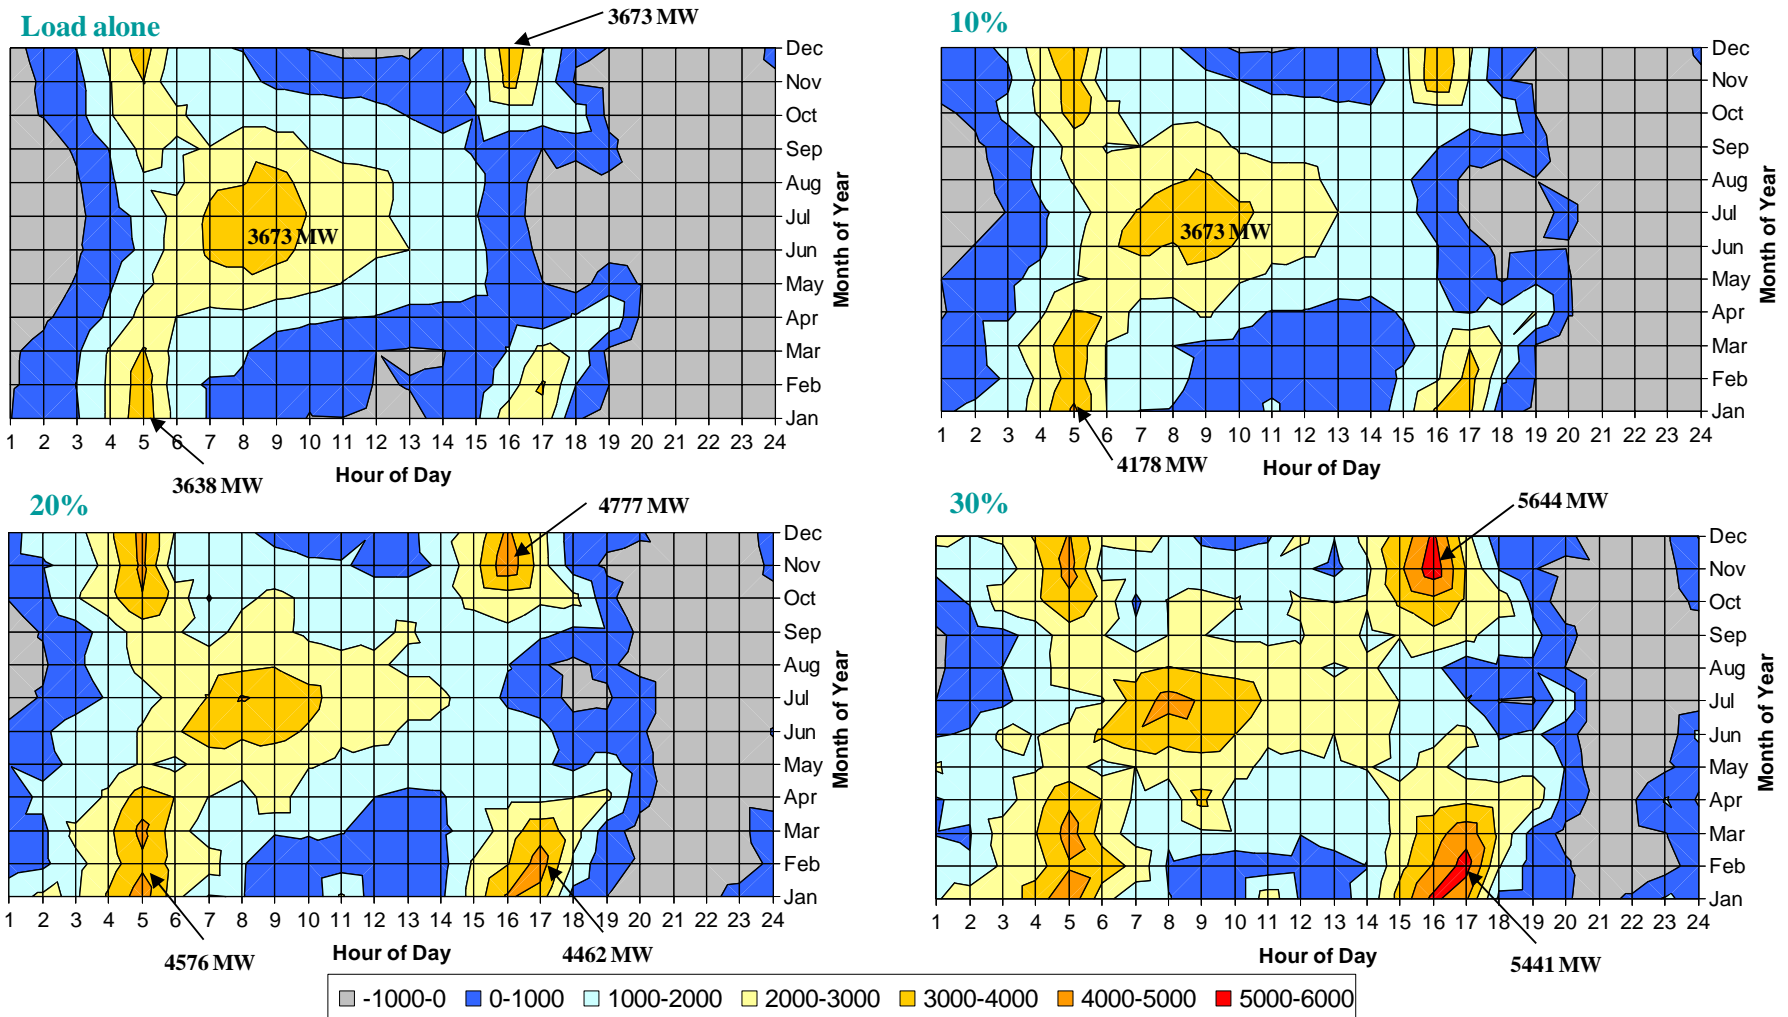 Load alone
3673 MW
Dec
Nov
Oct
Sep
Aug
Jul
Jun
May
Apr
Mar
Feb
Jan
Month of Year
3673 MW
1 2 3 4 5 6 7 8 9 10 11 12 13 14 15 16 17 18 19 20 21 22 23 24
Hour of Day
3638 MW
10%
Dec
Nov
Oct
Sep
Aug
Jul
Jun
May
Apr
Mar
Feb
Jan
Month of Year
3673 MW
1 2 3 4 5 6 7 8 9 10 11 12 13 14 15 16 17 18 19 20 21 22 23 24
4178 MW
Hour of Day
20%
4777 MW
Dec
Nov
Oct
Sep
Aug
Jul
Jun
May
Apr
Mar
Feb
Jan
Month of Year
1 2 3 4 5 6 7 8 9 10 11 12 13 14 15 16 17 18 19 20 21 22 23 24
Hour of Day
4576 MW
4462 MW
30%
5644 MW
Dec
Nov
Oct
Sep
Aug
Jul
Jun
May
Apr
Mar
Feb
Jan
Month of Year
1 2 3 4 5 6 7 8 9 10 11 12 13 14 15 16 17 18 19 20 21 22 23 24
Hour of Day
5441 MW
-1000-0 0-1000 1000-2000 2000-3000 3000-4000 4000-5000 5000-6000